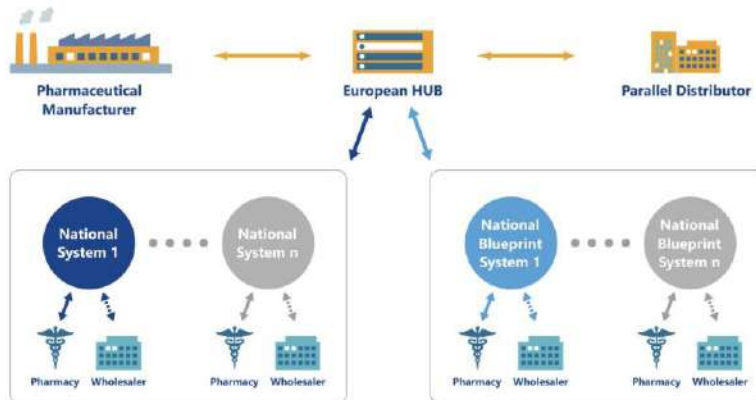 Pharmaceutical
Manufacturer
European HUB
Parallel Distributor
National
System 1
National
System n
National
Blueprint
System 1
National
Blueprint
System n
Pharmacy Wholesaler
Pharmacy Wholesaler
Pharmacy Wholesaler
Pharmacy Wholesaler